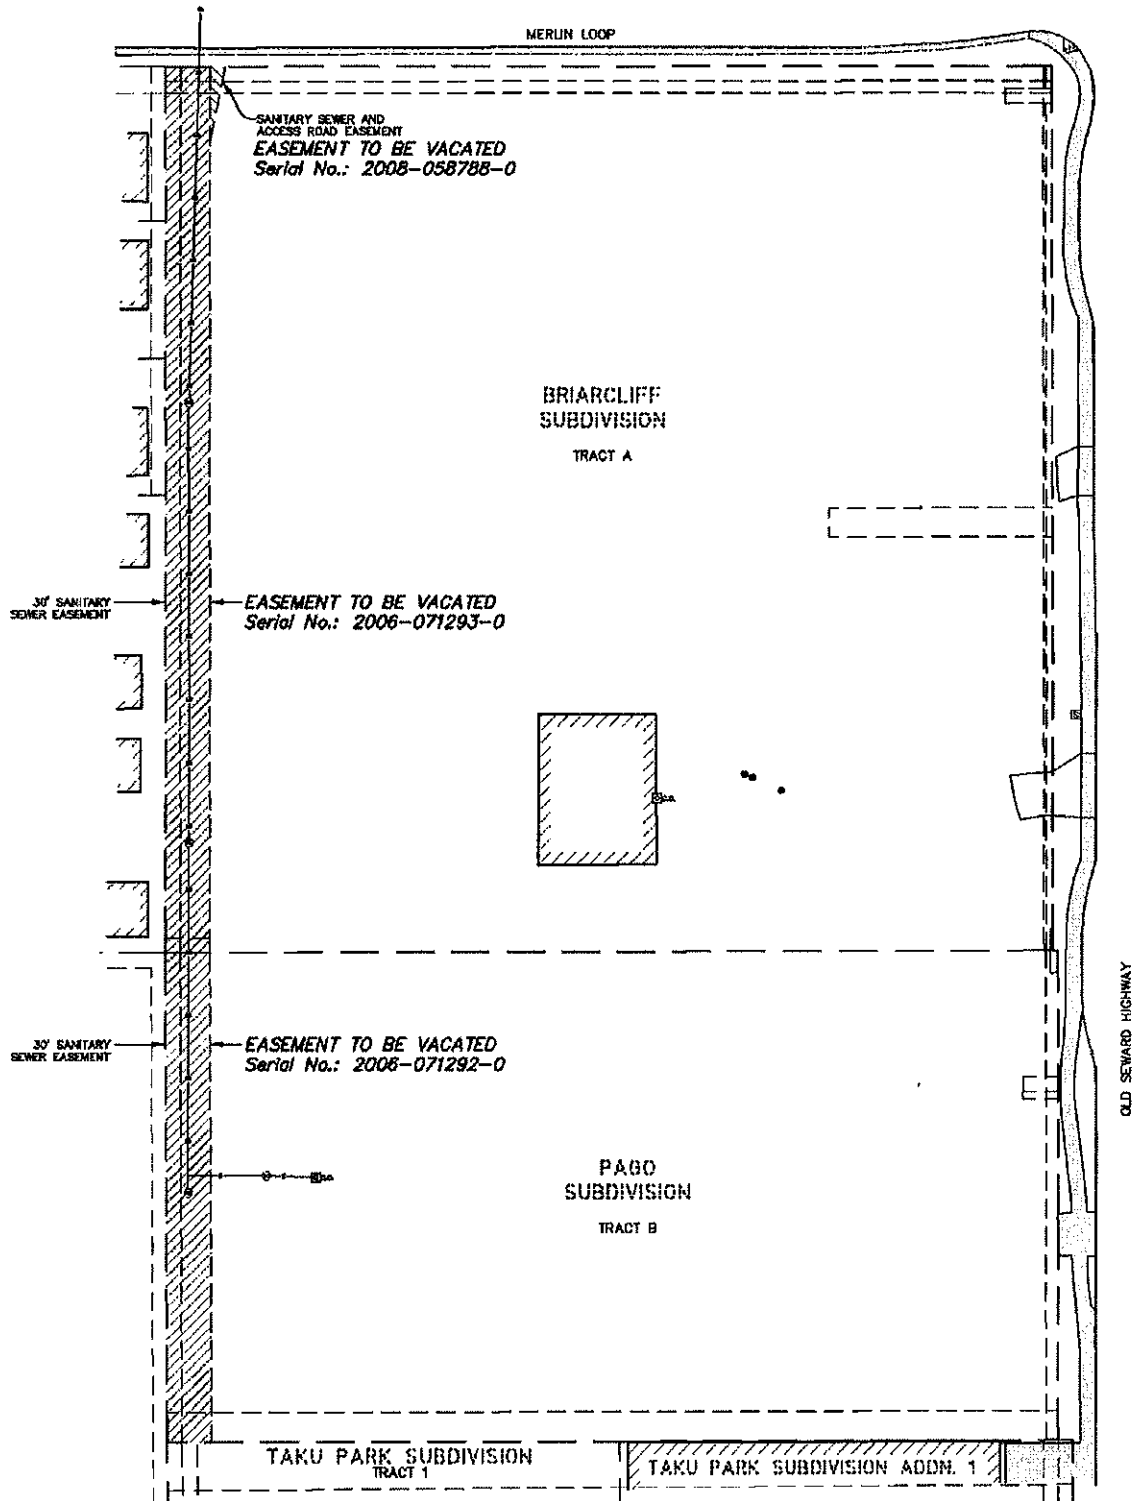 MERLIN LOOP
SANITARY SEWER AND
ACCESS ROAD EASEMENT
EASEMENT TO BE VACATED
Serial No.: 2008-058788-0
BRIARCLIFF
SUBDIVISION
TRACT A
30' SANITARY
SEWER EASEMENT
EASEMENT TO BE VACATED
Serial No.: 2006-071293-0
OLD SEWARD HIGHWAY
30' SANITARY
SEWER EASEMENT
EASEMENT TO BE VACATED
Serial No.: 2006-071292-0
PAGO
SUBDIVISION
TRACT B
TAKU PARK SUBDIVISION
TRACT 1
TAKU PARK SUBDIVISION ADDN. 1